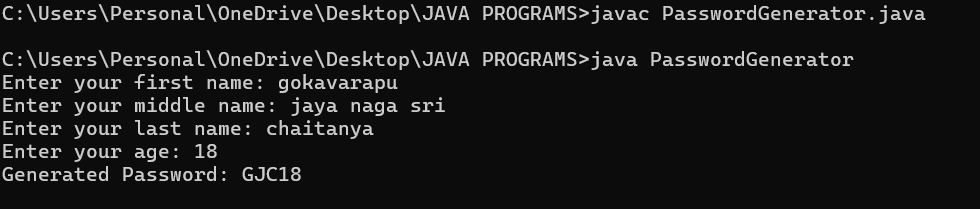 C:\Users\Personal\OneDrive\Desktop\JAVA PROGRAMS>javac PasswordGenerator.java
C:\Users\Personal\OneDrive\Desktop\JAVA PROGRAMS>java PasswordGenerator
Enter your first name: gokavarapu
Enter your middle name: jaya naga sri
Enter your last name: chaitanya
Enter your age: 18
Generated Password: GJC18